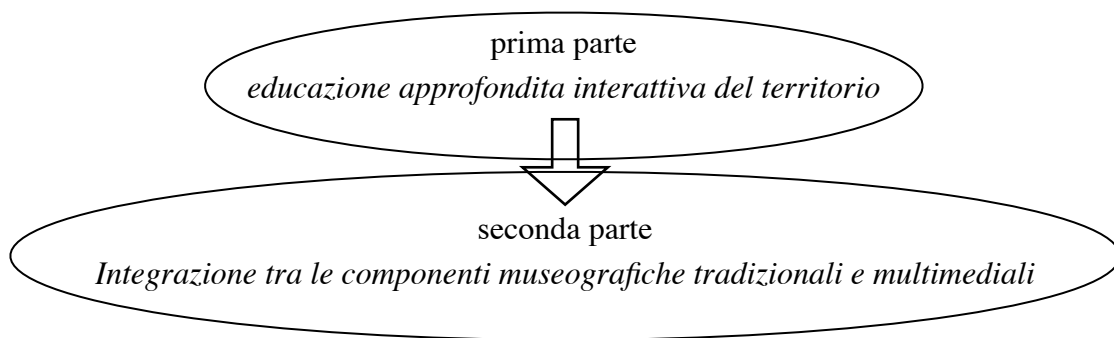 prima parte
educazione approfondita interattiva del territorio
seconda parte
Integrazione tra le componenti museografiche tradizionali e multimediali